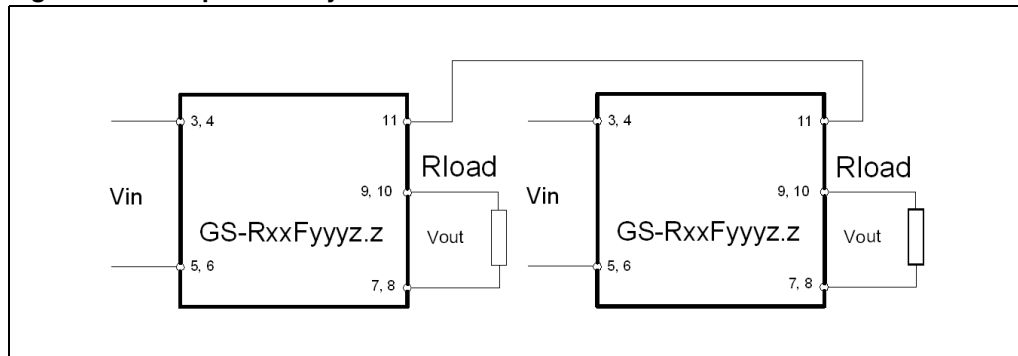 3, 4
11
Rload
9, 10
Vin
GS-RxxFyyyz.z
Vout
5, 6
7, 8
3, 4
11
Rload
9, 10
Vin
GS-RxxFyyyz.z
Vout
5, 6
7, 8